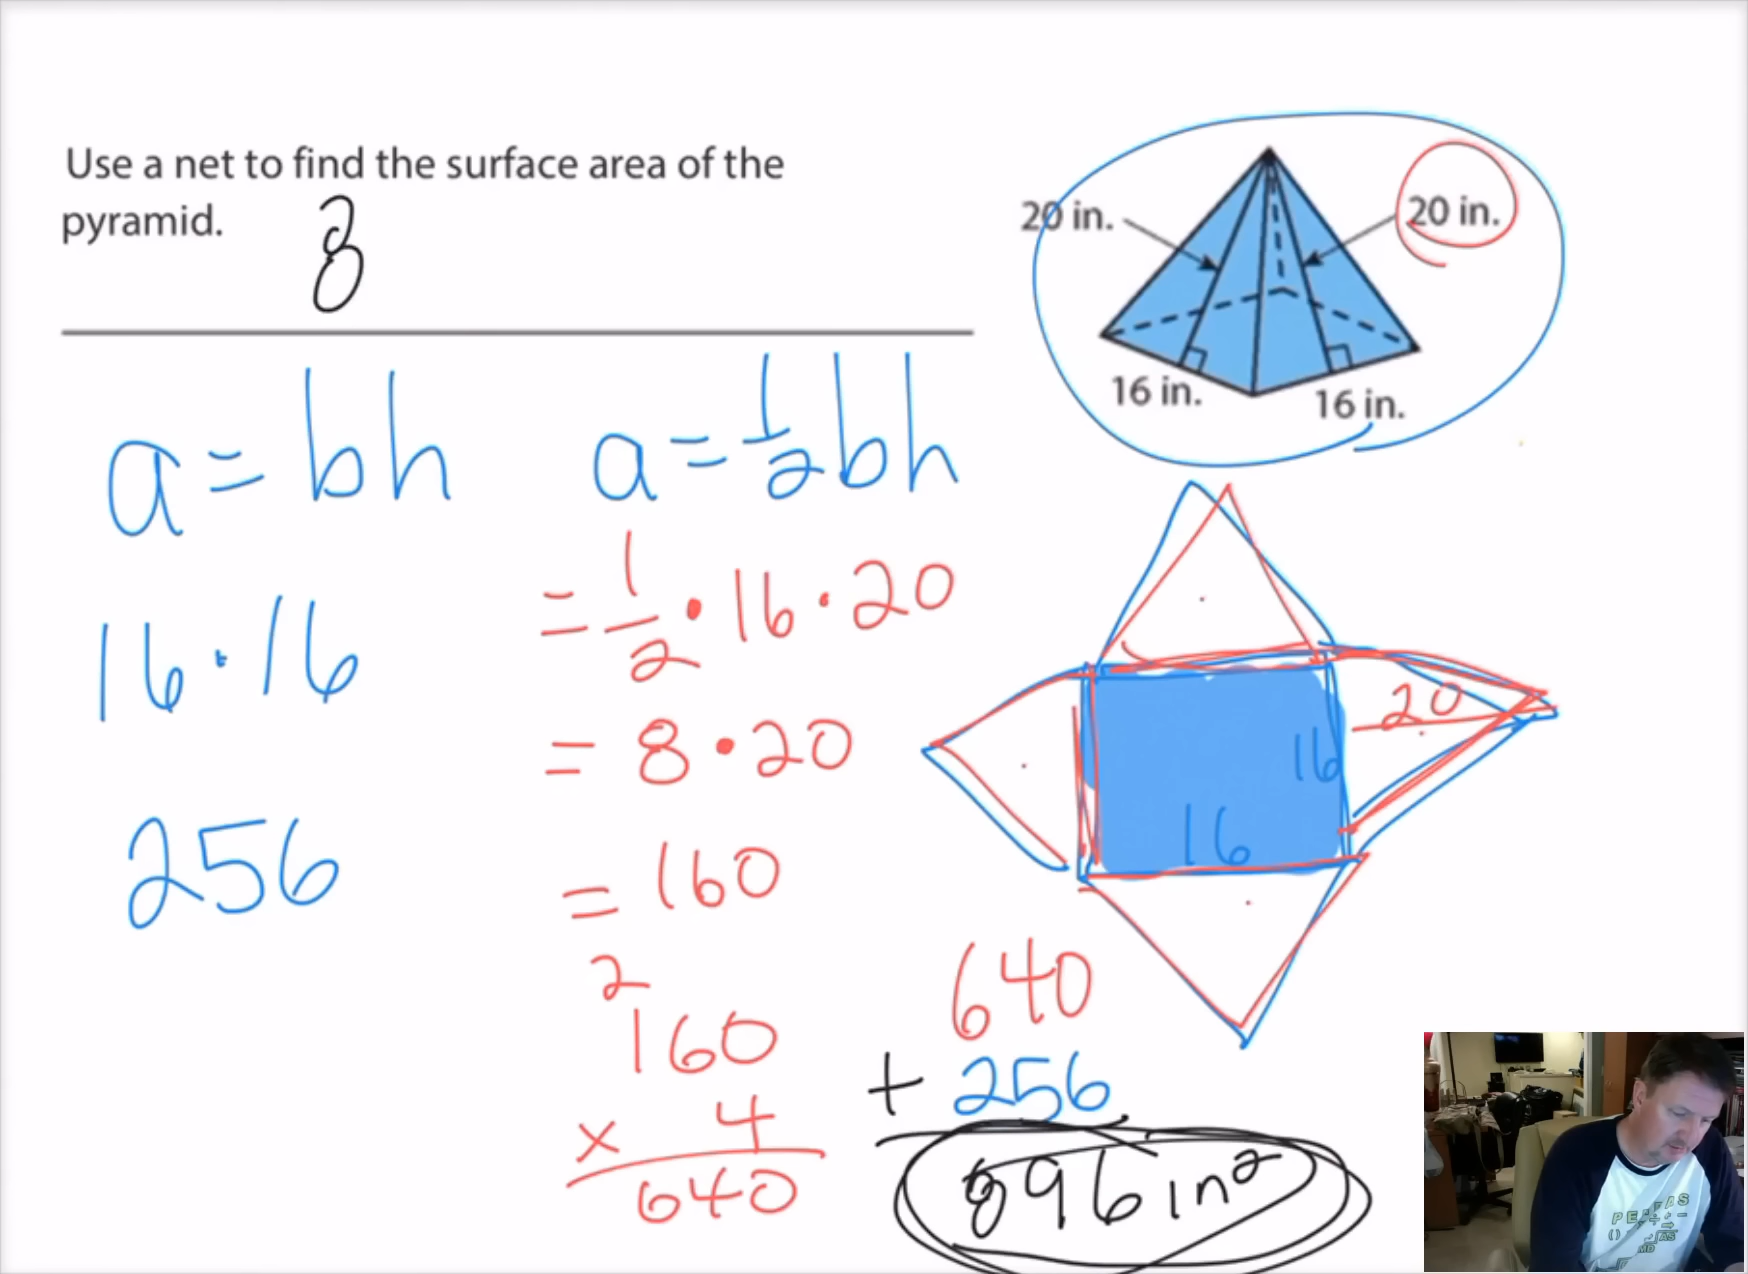 Use a net to find the surface area of the
pyramid.
8
20 in.
20 in.
16 in.
16 in.
a = bh
16 · 16
256
a = 1/2 bh
= 1/2 · 16 · 20
= 8 · 20
= 160
2
160
x 4
640
20
16
16
640
+ 256
896 in²